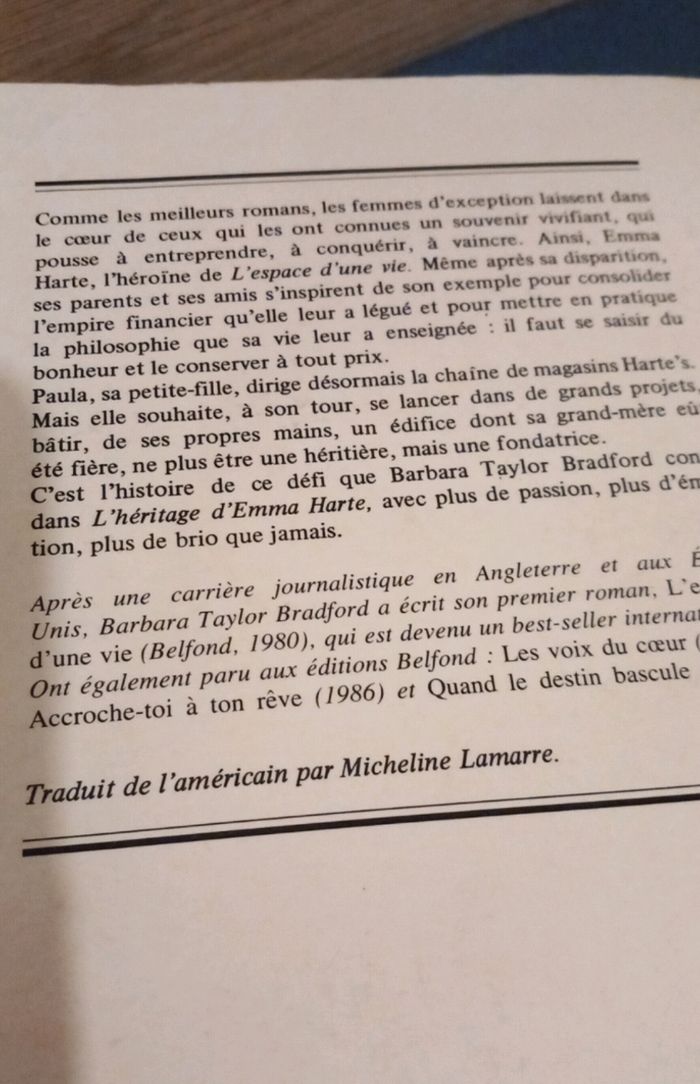 Comme les meilleurs romans, les femmes d'exception laissent dans
le cœur de ceux qui les ont connues un souvenir vivifiant, qui
pousse à entreprendre, à conquérir, à vaincre. Ainsi, Emma
Harte, l'héroïne de L'espace d'une vie. Même après sa disparition,
ses parents et ses amis s'inspirent de son exemple pour consolider
l'empire financier qu'elle leur a légué et pour mettre en pratique
la philosophie que sa vie leur a enseignée : il faut se saisir du
bonheur et le conserver à tout prix.
Paula, sa petite-fille, dirige désormais la chaîne de magasins Harte's.
Mais elle souhaite, à son tour, se lancer dans de grands projets,
bâtir, de ses propres mains, un édifice dont sa grand-mère eû
été fière, ne plus être une héritière, mais une fondatrice.
C'est l'histoire de ce défi que Barbara Taylor Bradford con
dans L'héritage d'Emma Harte, avec plus de passion, plus d'ém
tion, plus de brio que jamais.
Après une carrière journalistique en Angleterre et aux É
Unis, Barbara Taylor Bradford a écrit son premier roman, L'e
d'une vie (Belfond, 1980), qui est devenu un best-seller internat
Ont également paru aux éditions Belfond : Les voix du cœur (
Accroche-toi à ton rêve (1986) et Quand le destin bascule
Traduit de l'américain par Micheline Lamarre.